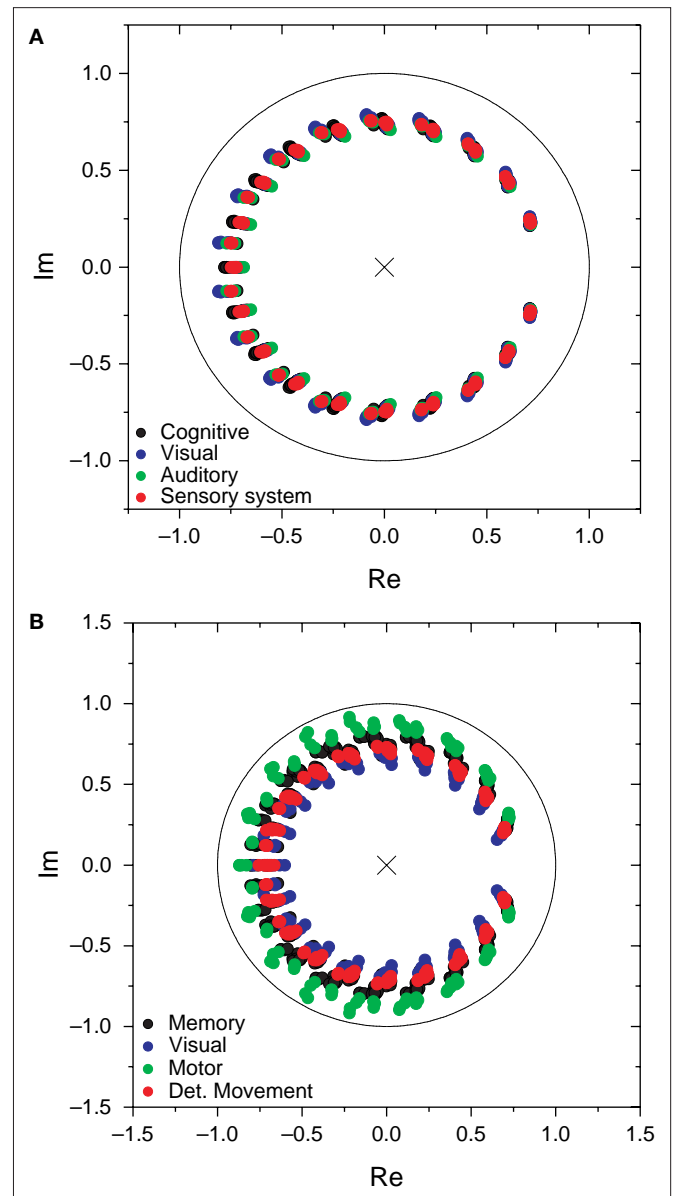 A
1.0
0.5
0.0
−0.5
−1.0
Im
Cognitive
Visual
Auditory
Sensory system
−1.0 −0.5 0.0 0.5 1.0
Re
B
1.5
1.0
0.5
0.0
−0.5
−1.0
−1.5
Im
Memory
Visual
Motor
Det. Movement
−1.5 −1.0 −0.5 0.0 0.5 1.0 1.5
Re